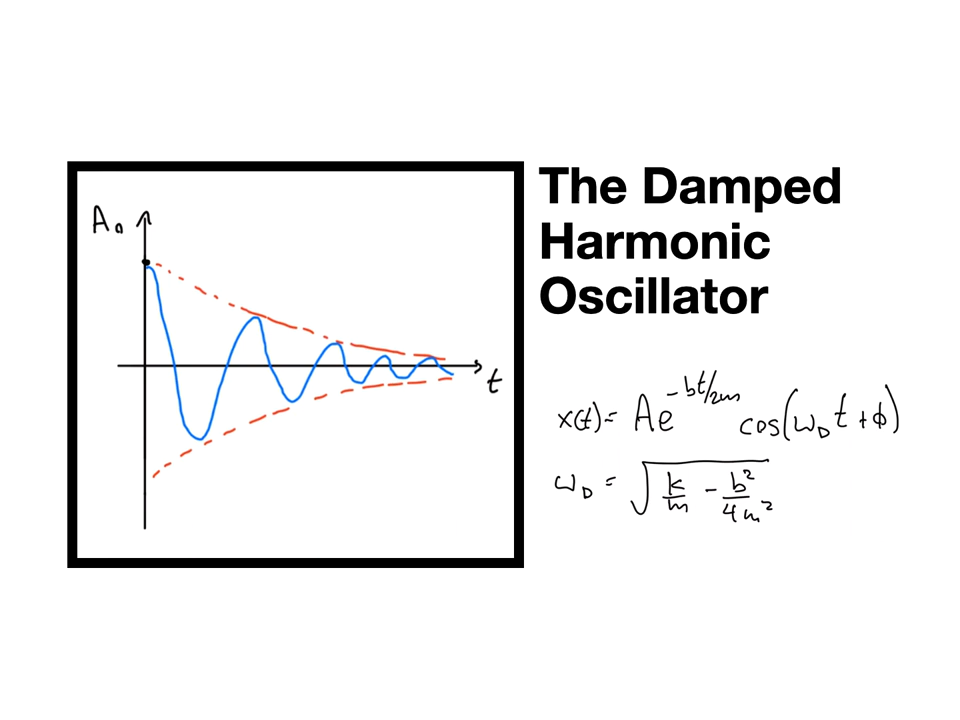 A₀
t
The Damped
Harmonic
Oscillator
x(t) = Ae^{-bt/2m} cos(ω_D t + ϕ)
ω_D = √(k/m - b²/4m²)